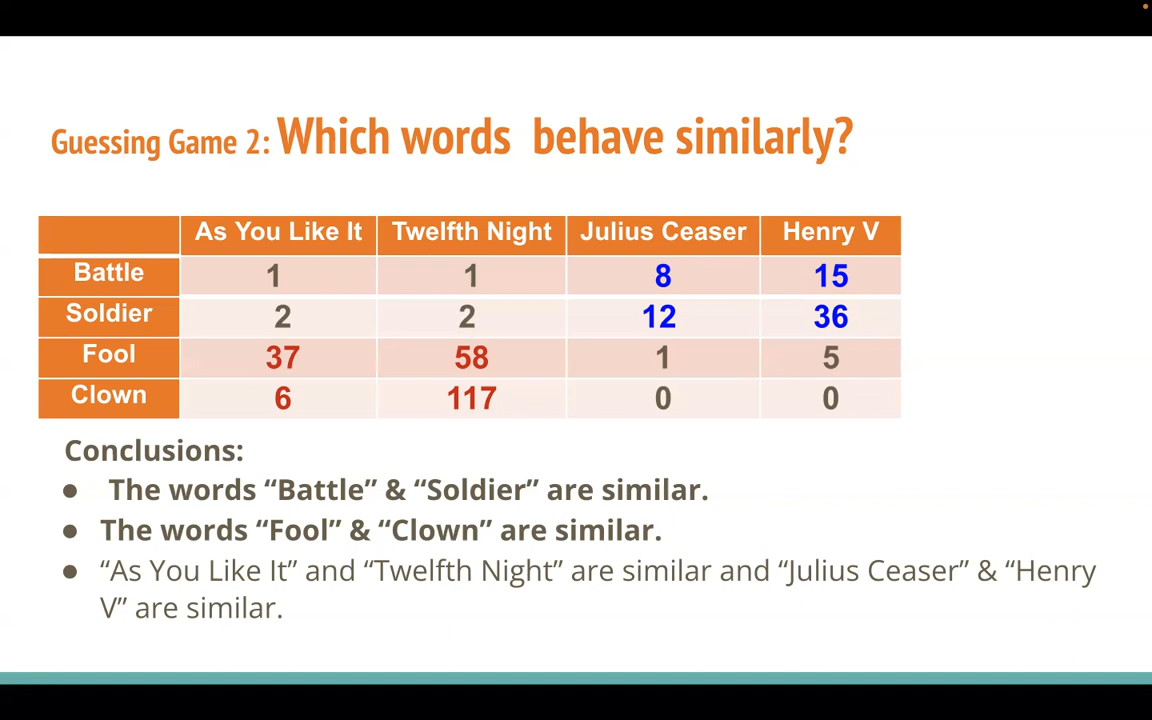 Guessing Game 2: Which words behave similarly?
As You Like It Twelfth Night Julius Ceaser Henry V
Battle 1 1 8 15
Soldier 2 2 12 36
Fool 37 58 1 5
Clown 6 117 0 0
Conclusions:
● The words “Battle” & “Soldier” are similar.
● The words “Fool” & “Clown” are similar.
● “As You Like It” and “Twelfth Night” are similar and “Julius Ceaser” & “Henry
V” are similar.